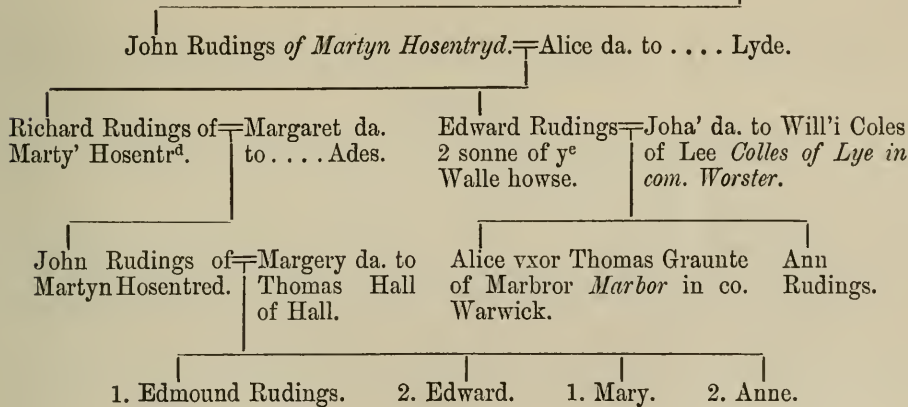 John Rudings of Martyn Hosentryd.=Alice da. to . . . . Lyde.
Richard Rudings of=Margaret da.
Marty' Hosentrᵈ. to . . . . Ades.
Edward Rudings=Joha' da. to Will'i Coles
2 sonne of yᵉ of Lee Colles of Lye in
Walle howse. com. Worster.
John Rudings of=Margery da. to
Martyn Hosentred. Thomas Hall
of Hall.
Alice vxor Thomas Graunte
of Marbror Marbor in co.
Warwick.
Ann
Rudings.
1. Edmound Rudings. 2. Edward. 1. Mary. 2. Anne.